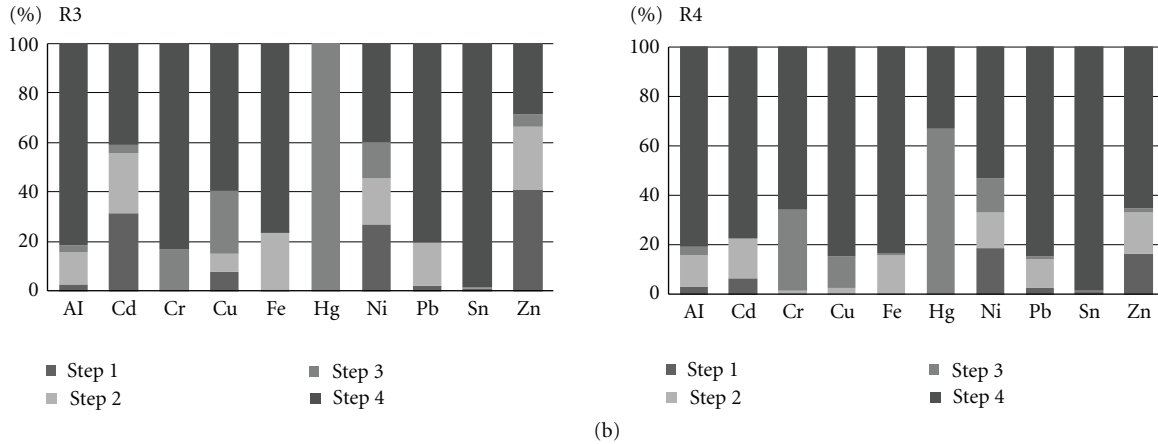 (%) R3
100
80
60
40
20
0
AI Cd Cr Cu Fe Hg Ni Pb Sn Zn
Step 1
Step 2
Step 3
Step 4
(%) R4
100
80
60
40
20
0
AI Cd Cr Cu Fe Hg Ni Pb Sn Zn
Step 1
Step 2
Step 3
Step 4
(b)